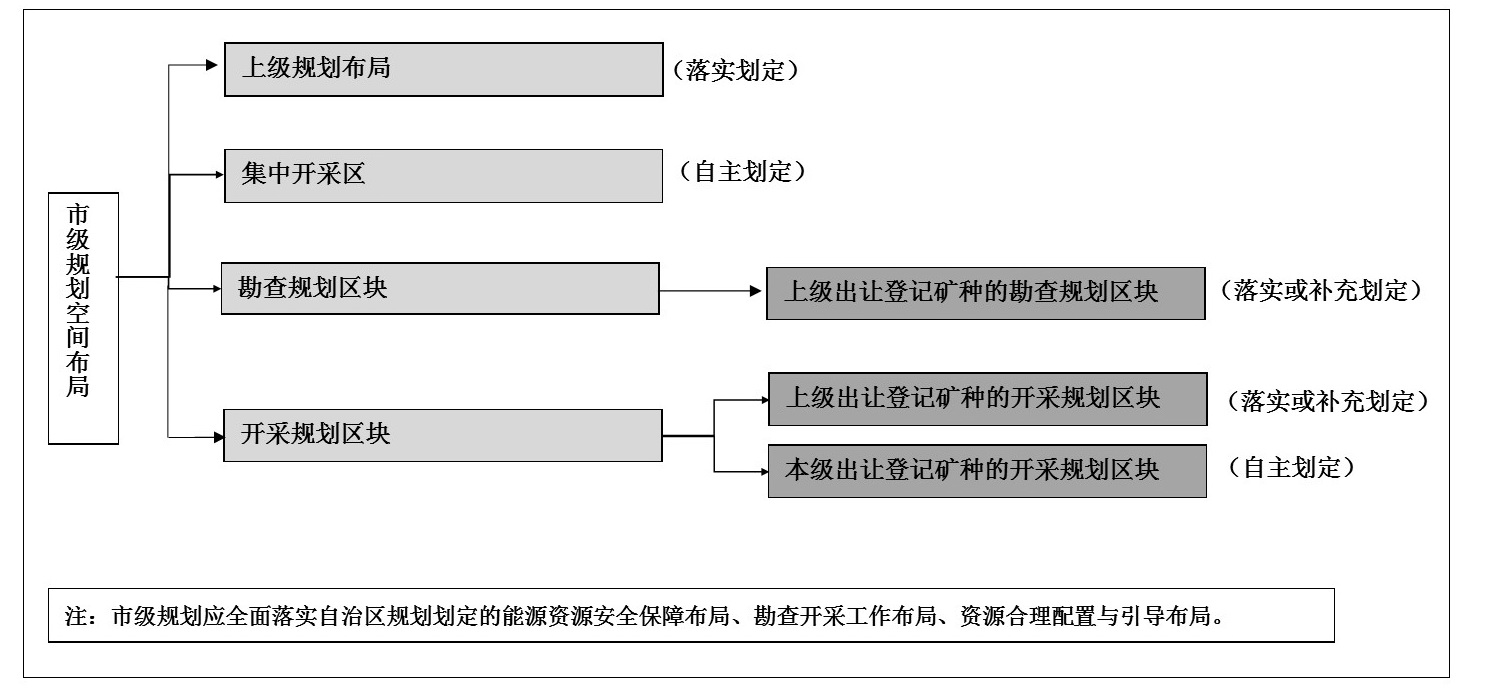 上级规划布局
（落实划定）
集中开采区
（自主划定）
市级规划空间布局
勘查规划区块
上级出让登记矿种的勘查规划区块
（落实或补充划定）
开采规划区块
上级出让登记矿种的开采规划区块
（落实或补充划定）
本级出让登记矿种的开采规划区块
（自主划定）
注：市级规划应全面落实自治区规划划定的能源资源安全保障布局、勘查开采工作布局、资源合理配置与引导布局。